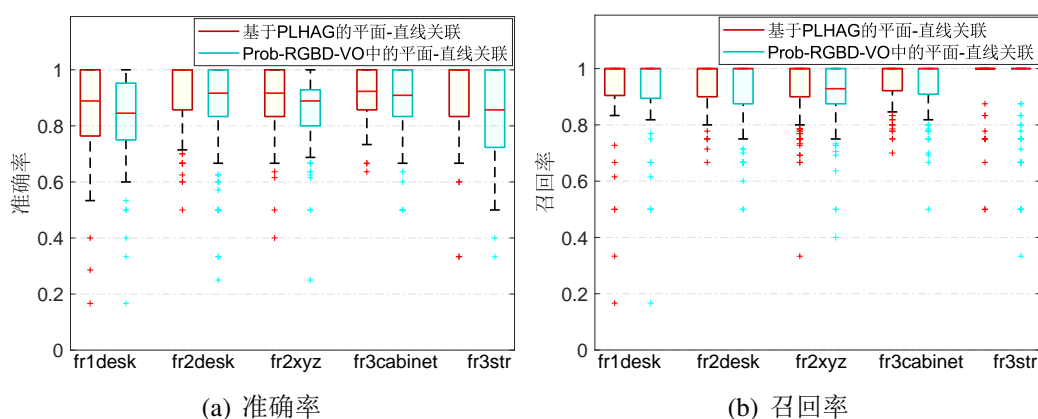 基于PLHAG的平面-直线关联
Prob-RGBD-VO中的平面-直线关联
1
0.8
0.6
0.4
0.2
0
准确率
fr1desk fr2desk fr2xyz fr3cabinet fr3str
(a) 准确率
基于PLHAG的平面-直线关联
Prob-RGBD-VO中的平面-直线关联
1
0.8
0.6
0.4
0.2
0
召回率
fr1desk fr2desk fr2xyz fr3cabinet fr3str
(b) 召回率